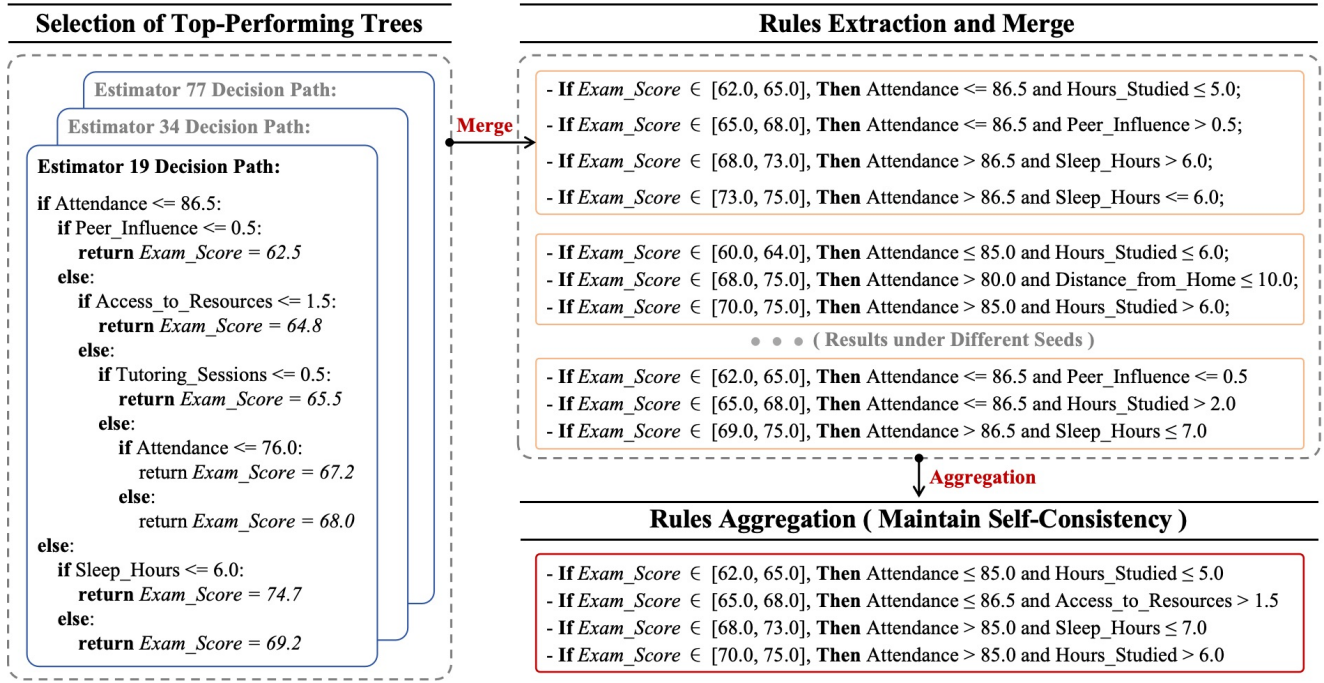 Selection of Top-Performing Trees
Estimator 77 Decision Path:
Estimator 34 Decision Path:
Estimator 19 Decision Path:
if Attendance <= 86.5:
if Peer_Influence <= 0.5:
return Exam_Score = 62.5
else:
if Access_to_Resources <= 1.5:
return Exam_Score = 64.8
else:
if Tutoring_Sessions <= 0.5:
return Exam_Score = 65.5
else:
if Attendance <= 76.0:
return Exam_Score = 67.2
else:
return Exam_Score = 68.0
else:
if Sleep_Hours <= 6.0:
return Exam_Score = 74.7
else:
return Exam_Score = 69.2
Merge
Rules Extraction and Merge
- If Exam_Score ∈ [62.0, 65.0], Then Attendance <= 86.5 and Hours_Studied ≤ 5.0;
- If Exam_Score ∈ [65.0, 68.0], Then Attendance <= 86.5 and Peer_Influence > 0.5;
- If Exam_Score ∈ [68.0, 73.0], Then Attendance > 86.5 and Sleep_Hours > 6.0;
- If Exam_Score ∈ [73.0, 75.0], Then Attendance > 86.5 and Sleep_Hours <= 6.0;
- If Exam_Score ∈ [60.0, 64.0], Then Attendance ≤ 85.0 and Hours_Studied ≤ 6.0;
- If Exam_Score ∈ [68.0, 75.0], Then Attendance > 80.0 and Distance_from_Home ≤ 10.0;
- If Exam_Score ∈ [70.0, 75.0], Then Attendance > 85.0 and Hours_Studied > 6.0;
● ● ● ( Results under Different Seeds )
- If Exam_Score ∈ [62.0, 65.0], Then Attendance <= 86.5 and Peer_Influence <= 0.5
- If Exam_Score ∈ [65.0, 68.0], Then Attendance <= 86.5 and Hours_Studied > 2.0
- If Exam_Score ∈ [69.0, 75.0], Then Attendance > 86.5 and Sleep_Hours ≤ 7.0
Aggregation
Rules Aggregation ( Maintain Self-Consistency )
- If Exam_Score ∈ [62.0, 65.0], Then Attendance ≤ 85.0 and Hours_Studied ≤ 5.0
- If Exam_Score ∈ [65.0, 68.0], Then Attendance ≤ 86.5 and Access_to_Resources > 1.5
- If Exam_Score ∈ [68.0, 73.0], Then Attendance > 85.0 and Sleep_Hours ≤ 7.0
- If Exam_Score ∈ [70.0, 75.0], Then Attendance > 85.0 and Hours_Studied > 6.0